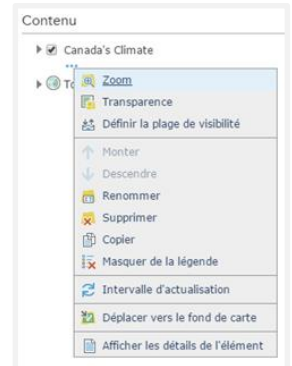 Contenu
Canada's Climate
Zoom
Transparence
Définir la plage de visibilité
Monter
Descendre
Renommer
Supprimer
Copier
Masquer de la légende
Intervalle d'actualisation
Déplacer vers le fond de carte
Afficher les détails de l'élément